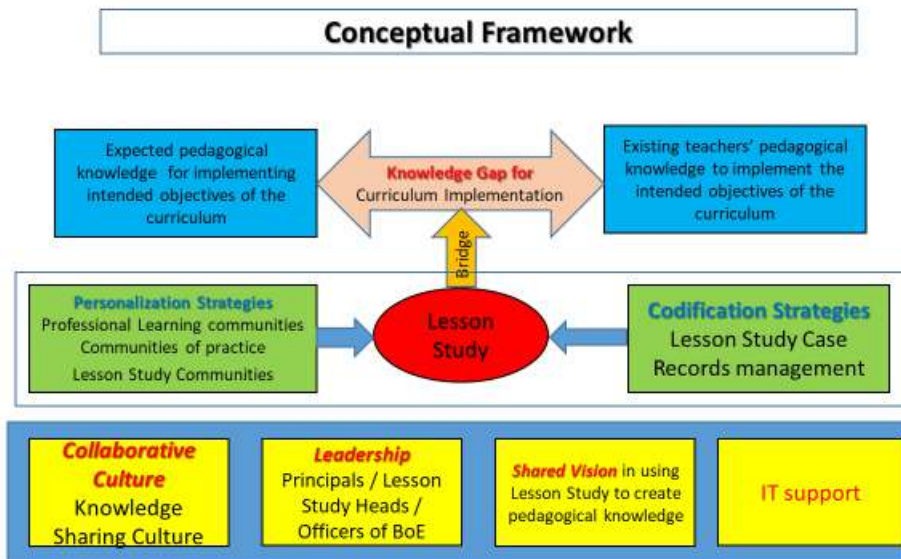 Conceptual Framework
Expected pedagogical
knowledge for implementing
intended objectives of the
curriculum
Knowledge Gap for
Curriculum Implementation
Existing teachers' pedagogical
knowledge to implement the
intended objectives of the
curriculum
Bridge
Personalization Strategies
Professional Learning communities
Communities of practice
Lesson Study Communities
Lesson
Study
Codification Strategies
Lesson Study Case
Records management
Collaborative
Culture
Knowledge
Sharing Culture
Leadership
Principals / Lesson
Study Heads /
Officers of BoE
Shared Vision in using
Lesson Study to create
pedagogical knowledge
IT support